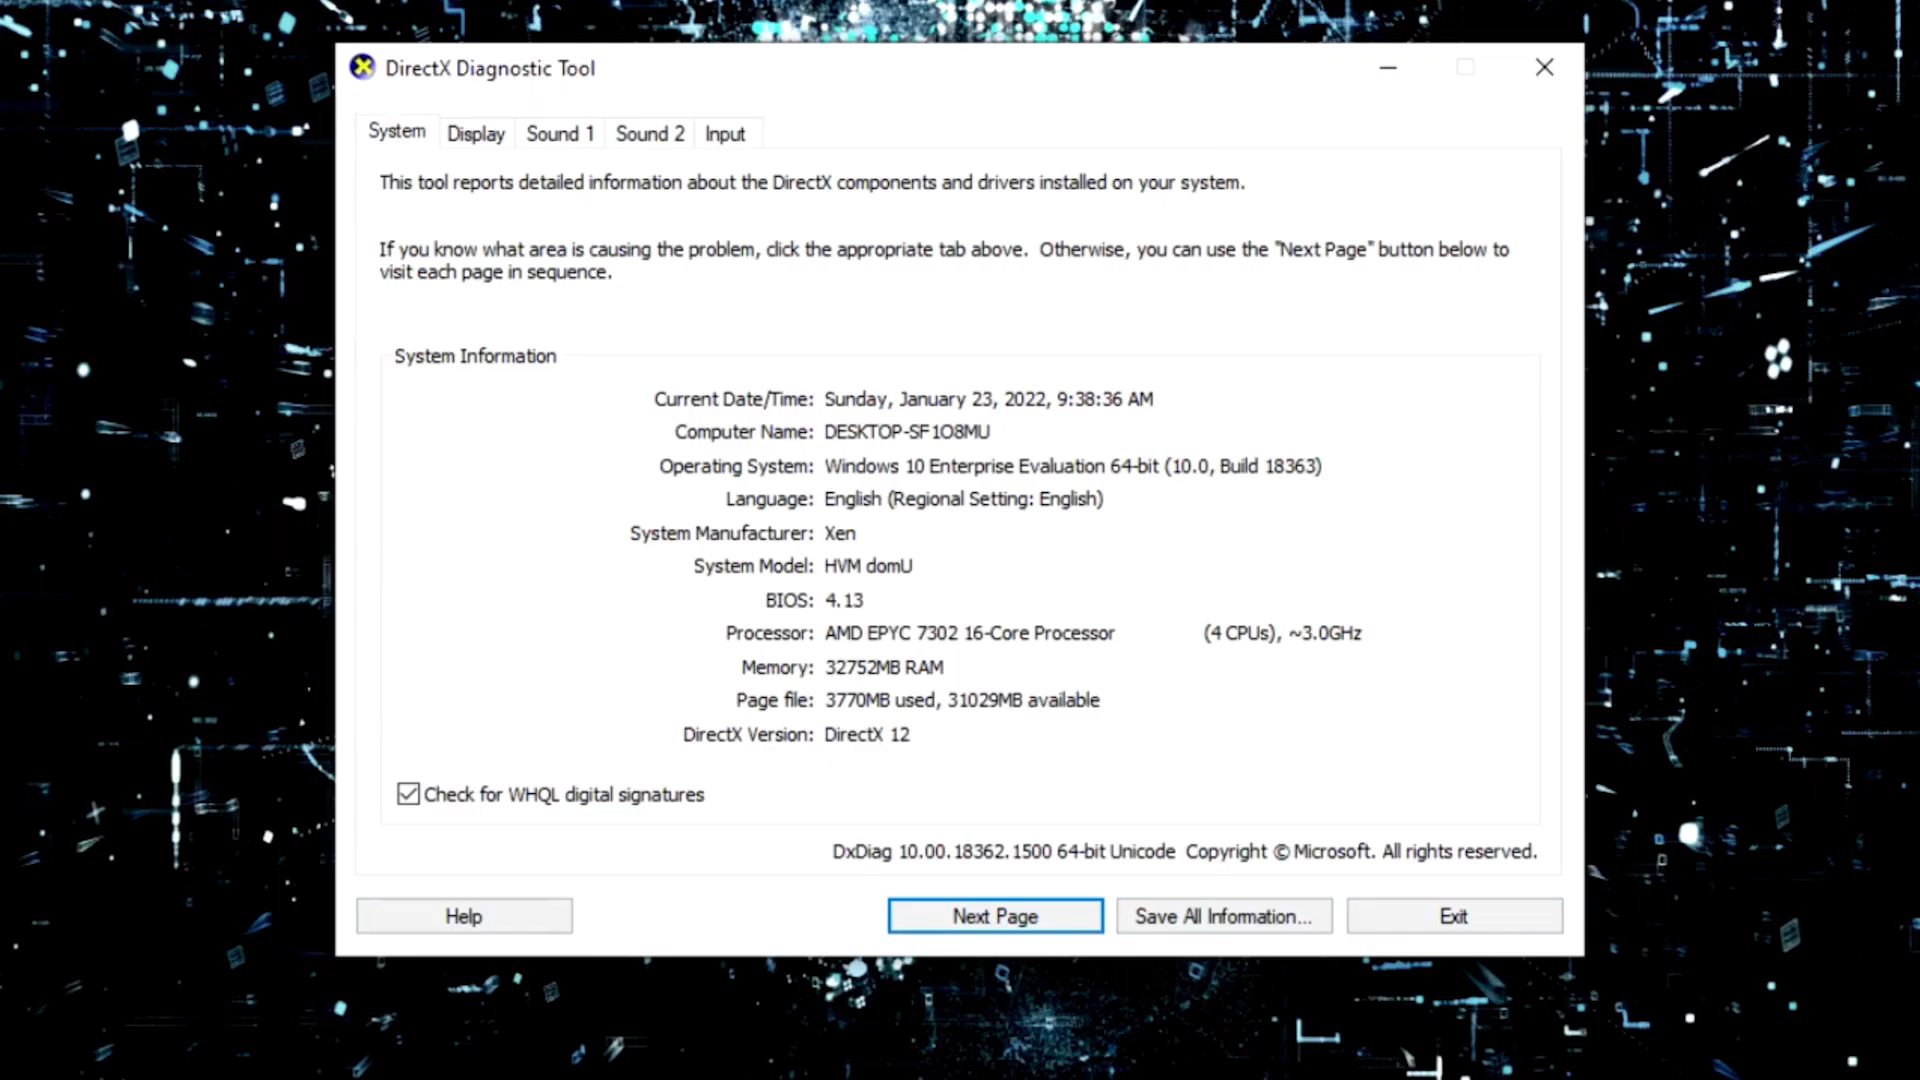 DirectX Diagnostic Tool
System Display Sound 1 Sound 2 Input
This tool reports detailed information about the DirectX components and drivers installed on your system.
If you know what area is causing the problem, click the appropriate tab above.  Otherwise, you can use the "Next Page" button below to
visit each page in sequence.
System Information
Current Date/Time: Sunday, January 23, 2022, 9:38:36 AM
Computer Name: DESKTOP-SF1O8MU
Operating System: Windows 10 Enterprise Evaluation 64-bit (10.0, Build 18363)
Language: English (Regional Setting: English)
System Manufacturer: Xen
System Model: HVM domU
BIOS: 4.13
Processor: AMD EPYC 7302 16-Core Processor (4 CPUs), ~3.0GHz
Memory: 32752MB RAM
Page file: 3770MB used, 31029MB available
DirectX Version: DirectX 12
Check for WHQL digital signatures
DxDiag 10.00.18362.1500 64-bit Unicode  Copyright © Microsoft. All rights reserved.
Help Next Page Save All Information... Exit